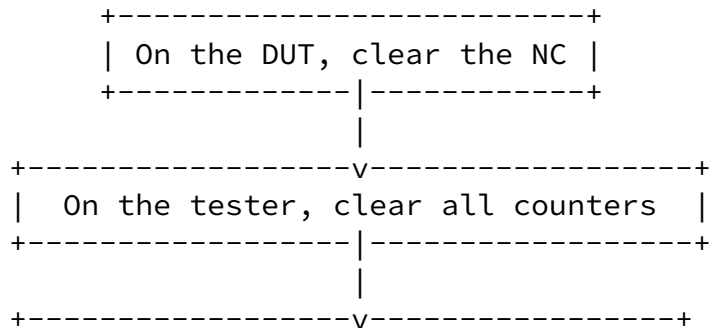 On the DUT, clear the NC
On the tester, clear all counters